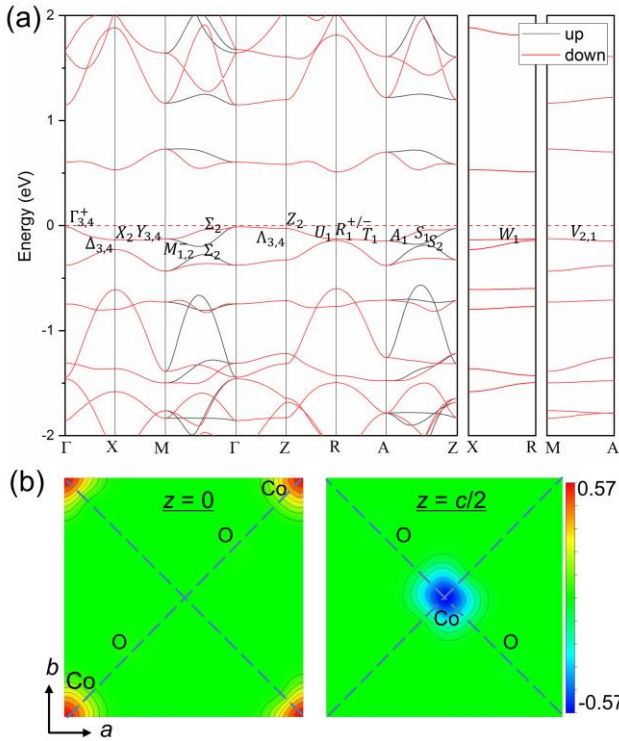 (a)
2
1
0
-1
-2
Energy (eV)
up
down
Γ₃,₄⁺
Δ₃,₄
X₂ Y₃,₄
M₁,₂⁻
Σ₂
Σ₂
Λ₃,₄
Z₂
U₁ R₁⁺/⁻ T₁ A₁ S₁ S₂
W₁
V₂,₁
Γ X M Γ Z R A Z X R M A
(b)
z = 0
Co
O
O
Co
b
a
z = c/2
O
Co
O
0.57
-0.57